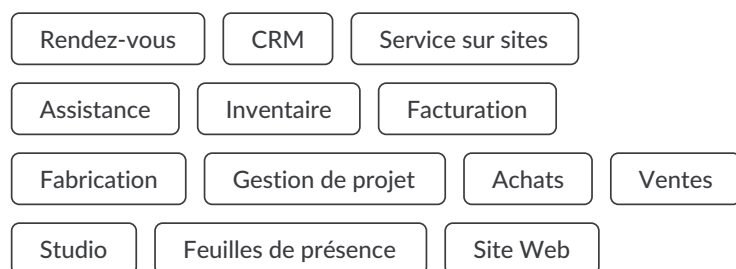 Rendez-vous CRM Service sur sites
Assistance Inventaire Facturation
Fabrication Gestion de projet Achats Ventes
Studio Feuilles de présence Site Web